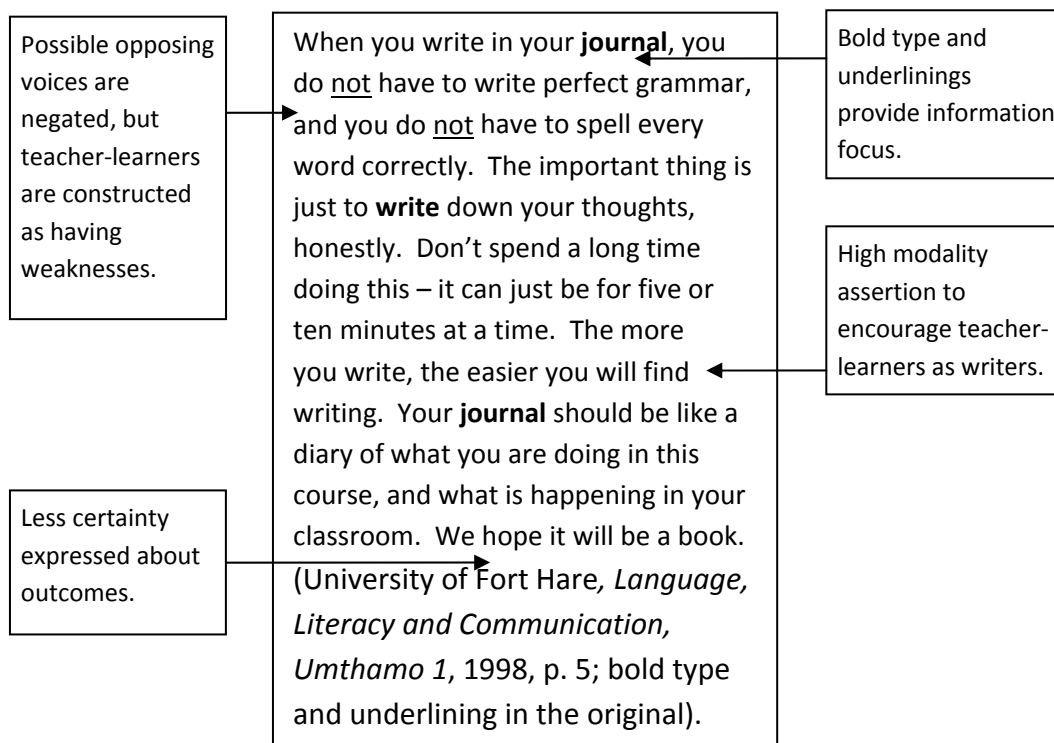 Possible opposing
voices are
negated, but
teacher-learners
are constructed
as having
weaknesses.
Less certainty
expressed about
outcomes.
When you write in your journal, you
do not have to write perfect grammar,
and you do not have to spell every
word correctly. The important thing is
just to write down your thoughts,
honestly. Don’t spend a long time
doing this – it can just be for five or
ten minutes at a time. The more
you write, the easier you will find
writing. Your journal should be like a
diary of what you are doing in this
course, and what is happening in your
classroom. We hope it will be a book.
(University of Fort Hare, Language,
Literacy and Communication,
Umthamo 1, 1998, p. 5; bold type
and underlining in the original).
Bold type and
underlinings
provide information
focus.
High modality
assertion to
encourage teacher-
learners as writers.